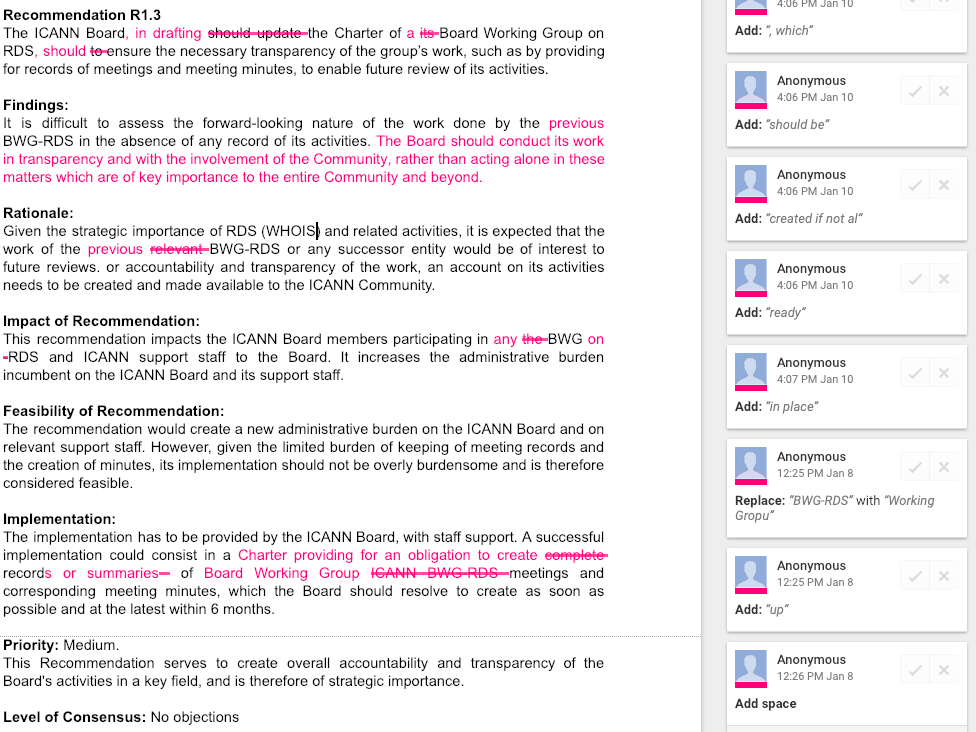 Recommendation R1.3
The ICANN Board, in drafting should update the Charter of a its Board Working Group on
RDS, should to ensure the necessary transparency of the group's work, such as by providing
for records of meetings and meeting minutes, to enable future review of its activities.
Findings:
It is difficult to assess the forward-looking nature of the work done by the previous
BWG-RDS in the absence of any record of its activities. The Board should conduct its work
in transparency and with the involvement of the Community, rather than acting alone in these
matters which are of key importance to the entire Community and beyond.
Rationale:
Given the strategic importance of RDS (WHOIS) and related activities, it is expected that the
work of the previous relevant BWG-RDS or any successor entity would be of interest to
future reviews. or accountability and transparency of the work, an account on its activities
needs to be created and made available to the ICANN Community.
Impact of Recommendation:
This recommendation impacts the ICANN Board members participating in any the BWG on
-RDS and ICANN support staff to the Board. It increases the administrative burden
incumbent on the ICANN Board and its support staff.
Feasibility of Recommendation:
The recommendation would create a new administrative burden on the ICANN Board and on
relevant support staff. However, given the limited burden of keeping of meeting records and
the creation of minutes, its implementation should not be overly burdensome and is therefore
considered feasible.
Implementation:
The implementation has to be provided by the ICANN Board, with staff support. A successful
implementation could consist in a Charter providing for an obligation to create complete
records or summaries of Board Working Group ICANN BWG-RDS meetings and
corresponding meeting minutes, which the Board should resolve to create as soon as
possible and at the latest within 6 months.
Priority: Medium.
This Recommendation serves to create overall accountability and transparency of the
Board's activities in a key field, and is therefore of strategic importance.
Level of Consensus: No objections
4:06 PM Jan 10
Add: ", which"
Anonymous
4:06 PM Jan 10
Add: "should be"
Anonymous
4:06 PM Jan 10
Add: "created if not al"
Anonymous
4:06 PM Jan 10
Add: "ready"
Anonymous
4:07 PM Jan 10
Add: "in place"
Anonymous
12:25 PM Jan 8
Replace: "BWG-RDS" with "Working
Gropu"
Anonymous
12:25 PM Jan 8
Add: "up"
Anonymous
12:26 PM Jan 8
Add space